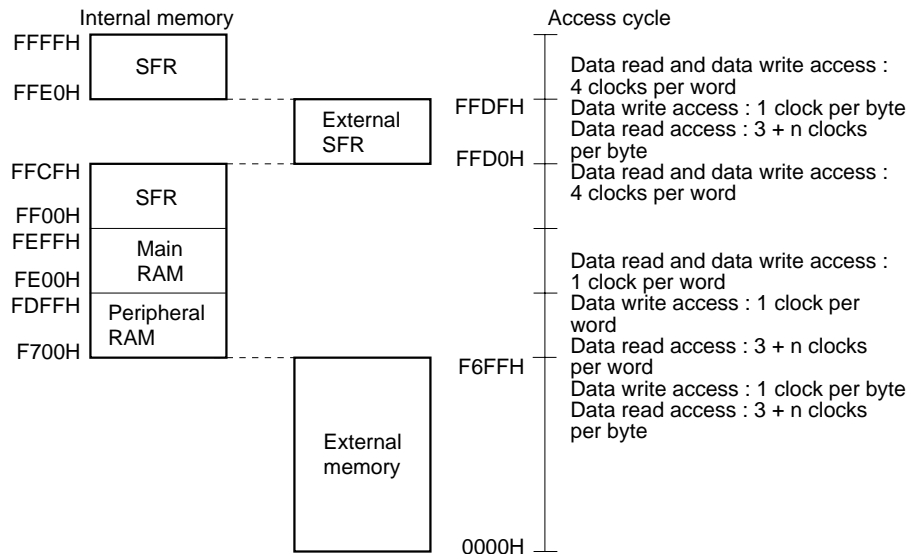 Internal memory
Access cycle
FFFFH
SFR
FFE0H
Data read and data write access :
4 clocks per word
External
SFR
FFDFH
FFD0H
Data write access : 1 clock per byte
Data read access : 3 + n clocks
per byte
FFCFH
SFR
FF00H
Data read and data write access :
4 clocks per word
FEFFH
Main
RAM
FE00H
Data read and data write access :
1 clock per word
FDFFH
Peripheral
RAM
F700H
Data write access : 1 clock per
word
Data read access : 3 + n clocks
per word
F6FFH
External
memory
0000H
Data write access : 1 clock per byte
Data read access : 3 + n clocks
per byte